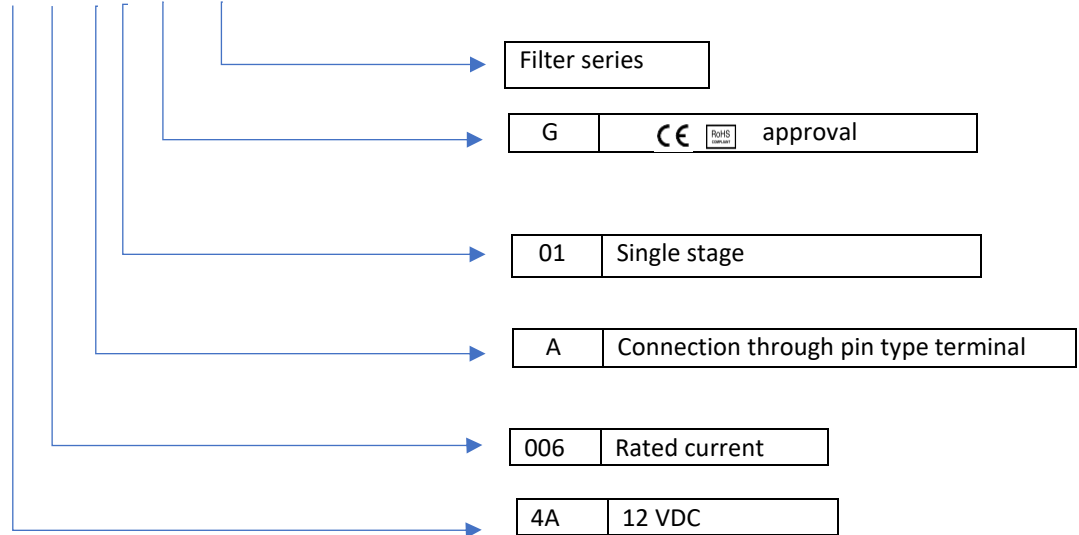 Filter series
G CE RoHS COMPLIANT approval
01 Single stage
A Connection through pin type terminal
006 Rated current
4A 12 VDC